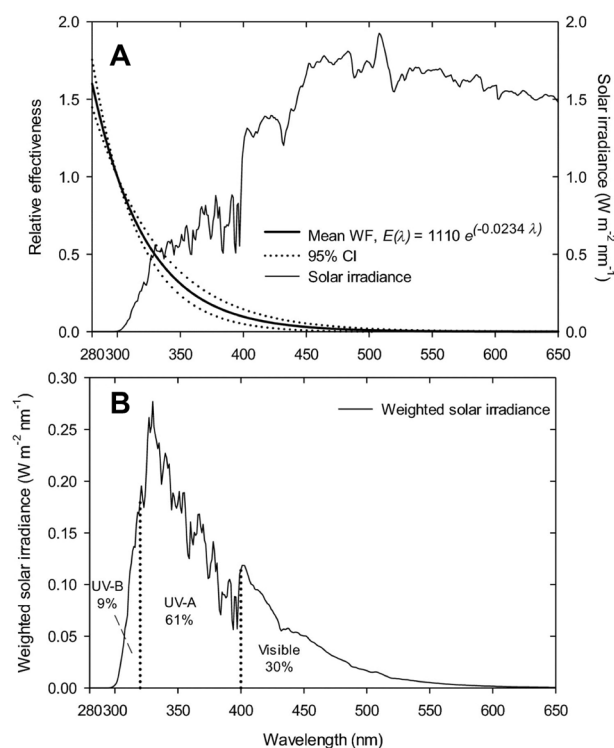 A
2.0
1.5
1.0
0.5
0.0
Relative effectiveness
2.0
1.5
1.0
0.5
0.0
Solar irradiance (W m-2 nm-1)
Mean WF, E(λ) = 1110 e(-0.0234 λ)
95% CI
Solar irradiance
280 300 350 400 450 500 550 600 650
B
0.30
0.25
0.20
0.15
0.10
0.05
0.00
Weighted solar irradiance (W m-2 nm-1)
Weighted solar irradiance
UV-B
9%
UV-A
61%
Visible
30%
280 300 350 400 450 500 550 600 650
Wavelength (nm)